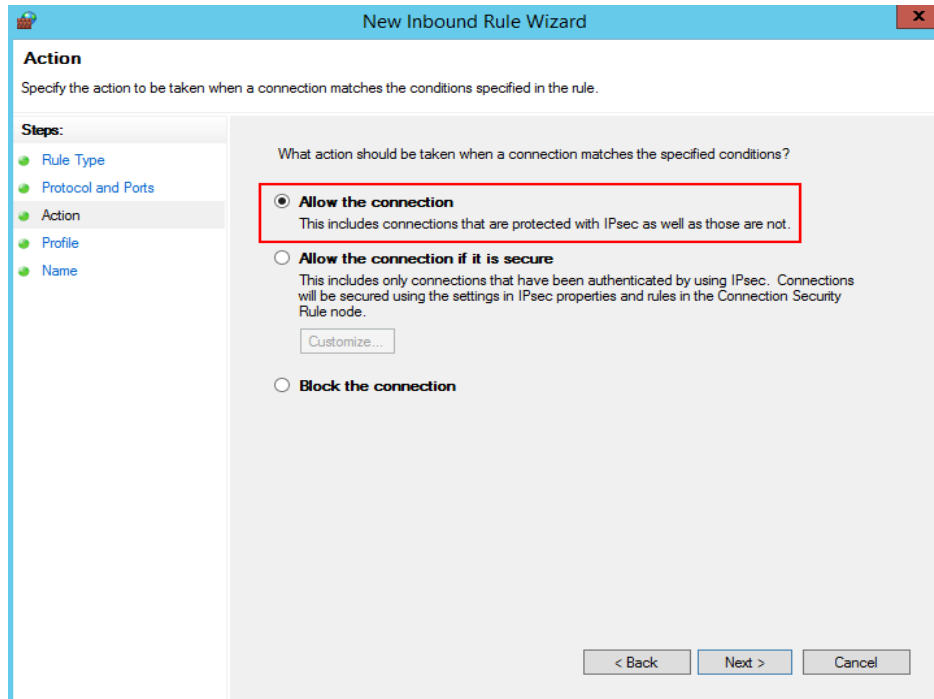 New Inbound Rule Wizard
x
Action
Specify the action to be taken when a connection matches the conditions specified in the rule.
Steps:
Rule Type
Protocol and Ports
Action
Profile
Name
What action should be taken when a connection matches the specified conditions?
Allow the connection
This includes connections that are protected with IPsec as well as those are not.
Allow the connection if it is secure
This includes only connections that have been authenticated by using IPsec. Connections
will be secured using the settings in IPsec properties and rules in the Connection Security
Rule node.
Customize...
Block the connection
< Back
Next >
Cancel